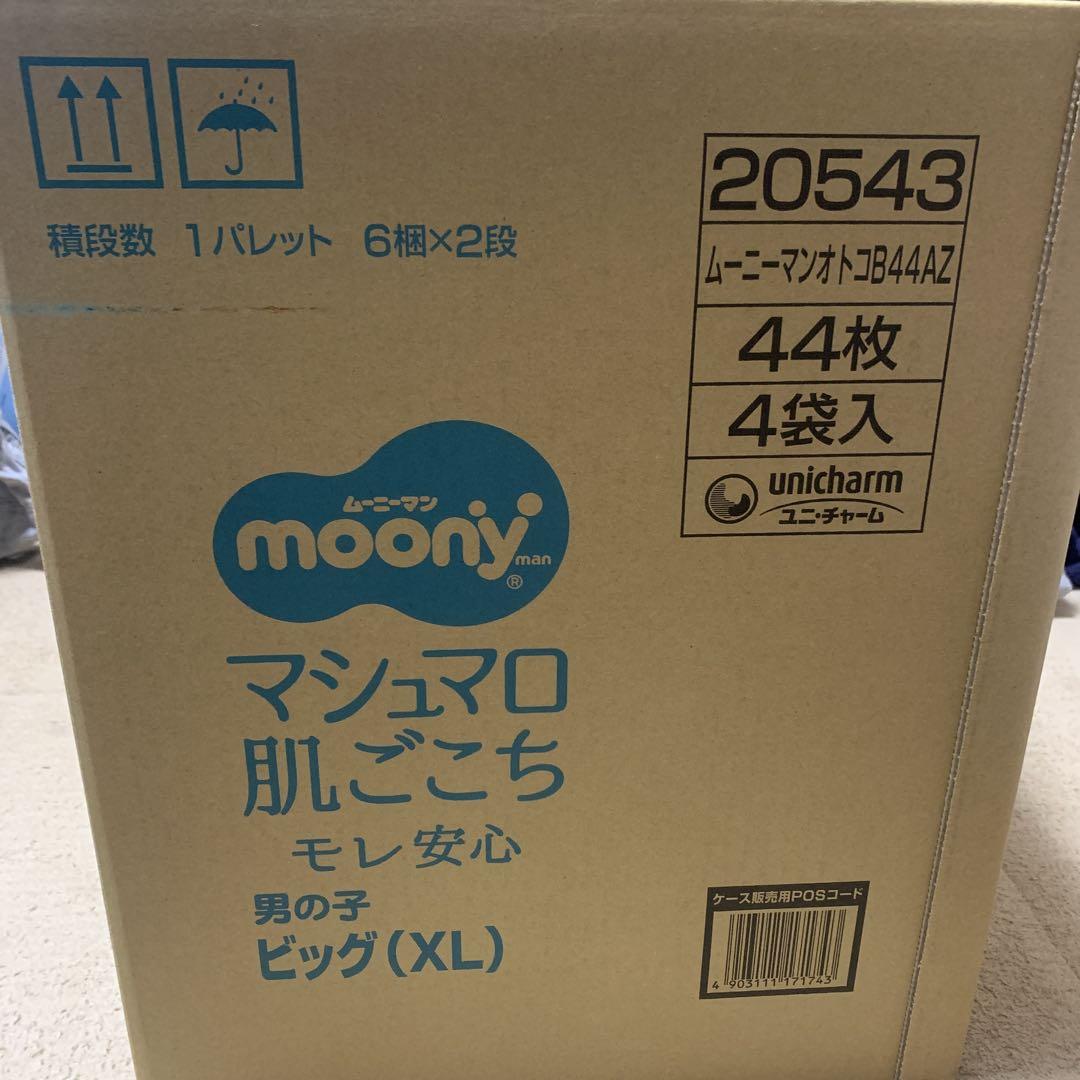 積段数 1パレット 6梱×2段
20543
ムーニーマンオトコB44AZ
44枚
4袋入
unicharm
ユニ・チャーム
ムーニーマン
moony
man
®
マシュマロ
肌ごこち
モレ安心
男の子
ビッグ(XL)
ケース販売用POSコード
4 903111 171743